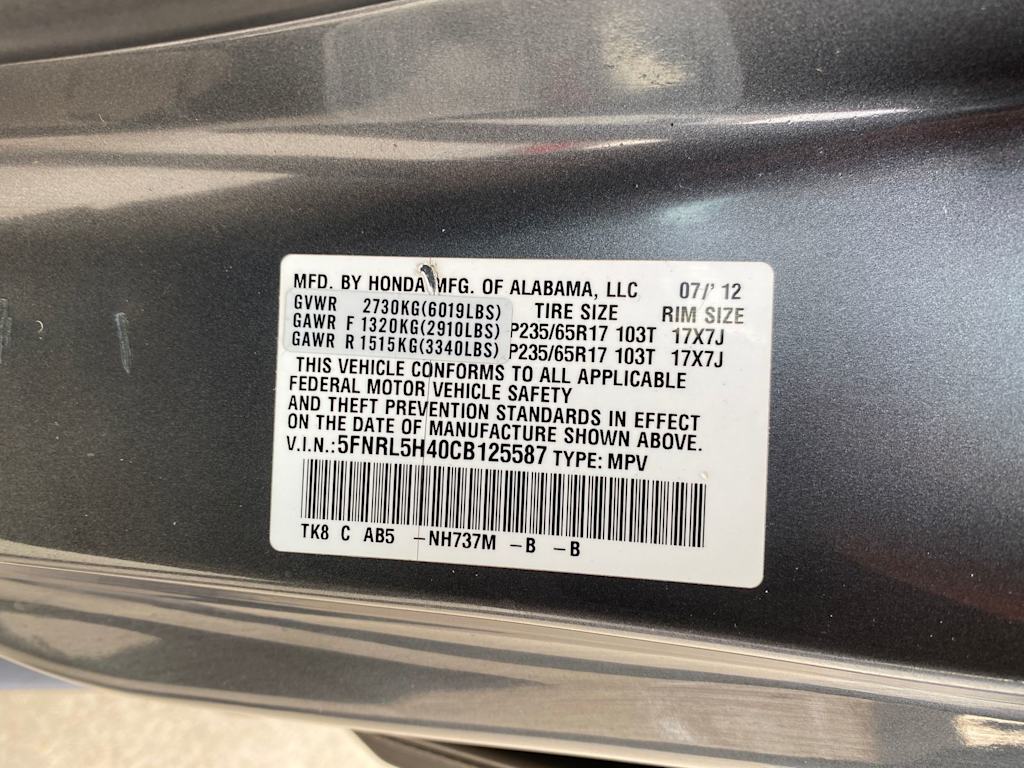 MFD. BY HONDA MFG. OF ALABAMA, LLC 07/'12
GVWR 2730KG(6019LBS) TIRE SIZE RIM SIZE
GAWR F 1320KG(2910LBS) P235/65R17 103T 17X7J
GAWR R 1515KG(3340LBS) P235/65R17 103T 17X7J
THIS VEHICLE CONFORMS TO ALL APPLICABLE
FEDERAL MOTOR VEHICLE SAFETY
AND THEFT PREVENTION STANDARDS IN EFFECT
ON THE DATE OF MANUFACTURE SHOWN ABOVE.
V.I.N.:5FNRL5H40CB125587 TYPE: MPV
TK8 C AB5 -NH737M -B -B